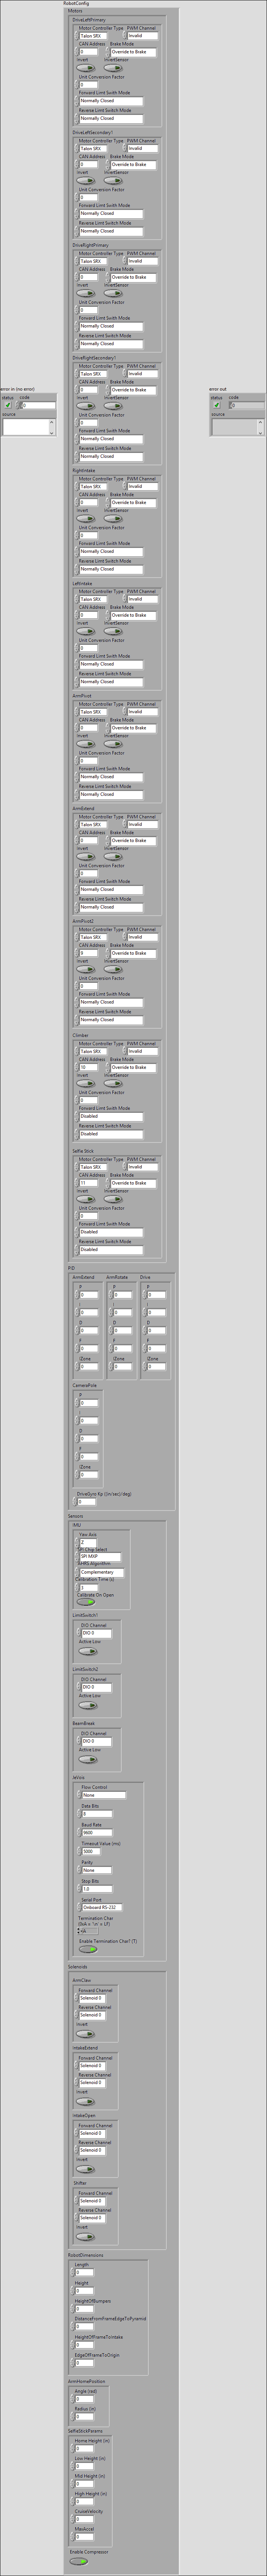 RobotConfig
Motors
DriveLeftPrimary
Motor Controller Type PWM Channel
Talon SRX Invalid
CAN Address Brake Mode
0 Override to Brake
Invert InvertSensor
Unit Conversion Factor
0
Forward Limit Swith Mode
Normally Closed
Reverse Limit Switch Mode
Normally Closed
DriveLeftSecondary1
Motor Controller Type PWM Channel
Talon SRX Invalid
CAN Address Brake Mode
0 Override to Brake
Invert InvertSensor
Unit Conversion Factor
0
Forward Limit Swith Mode
Normally Closed
Reverse Limit Switch Mode
Normally Closed
DriveRightPrimary
Motor Controller Type PWM Channel
Talon SRX Invalid
CAN Address Brake Mode
0 Override to Brake
Invert InvertSensor
Unit Conversion Factor
0
Forward Limit Swith Mode
Normally Closed
Reverse Limit Switch Mode
Normally Closed
DriveRightSecondary1
Motor Controller Type PWM Channel
Talon SRX Invalid
CAN Address Brake Mode
0 Override to Brake
error in (no error)
status code
0
source
error out
status code
0
source
Invert InvertSensor
Unit Conversion Factor
0
Forward Limit Swith Mode
Normally Closed
Reverse Limit Switch Mode
Normally Closed
RightIntake
Motor Controller Type PWM Channel
Talon SRX Invalid
CAN Address Brake Mode
0 Override to Brake
Invert InvertSensor
Unit Conversion Factor
0
Forward Limit Swith Mode
Normally Closed
Reverse Limit Switch Mode
Normally Closed
LeftIntake
Motor Controller Type PWM Channel
Talon SRX Invalid
CAN Address Brake Mode
0 Override to Brake
Invert InvertSensor
Unit Conversion Factor
0
Forward Limit Swith Mode
Normally Closed
Reverse Limit Switch Mode
Normally Closed
ArmPivot
Motor Controller Type PWM Channel
Talon SRX Invalid
CAN Address Brake Mode
0 Override to Brake
Invert InvertSensor
Unit Conversion Factor
0
Forward Limit Swith Mode
Normally Closed
Reverse Limit Switch Mode
Normally Closed
ArmExtend
Motor Controller Type PWM Channel
Talon SRX Invalid
CAN Address Brake Mode
Override to Brake
Invert InvertSensor
Unit Conversion Factor
0
Forward Limit Swith Mode
Normally Closed
Reverse Limit Switch Mode
Normally Closed
ArmPivot2
Motor Controller Type PWM Channel
Talon SRX Invalid
CAN Address Brake Mode
9 Override to Brake
Invert InvertSensor
Unit Conversion Factor
0
Forward Limit Swith Mode
Normally Closed
Reverse Limit Switch Mode
Normally Closed
Climber
Motor Controller Type PWM Channel
Talon SRX Invalid
CAN Address Brake Mode
10 Override to Brake
Invert InvertSensor
Unit Conversion Factor
0
Forward Limit Swith Mode
Disabled
Reverse Limit Switch Mode
Disabled
Selfie Stick
Motor Controller Type PWM Channel
Talon SRX Invalid
CAN Address Brake Mode
11 Override to Brake
Invert InvertSensor
Unit Conversion Factor
0
Forward Limit Swith Mode
Disabled
Reverse Limit Switch Mode
Disabled
PID
ArmExtend ArmRotate Drive
P P P
0 0 0
I I I
0 0 0
D D D
0 0 0
F F F
0 0 0
IZone IZone IZone
0 0 0
CameraPole
P
0
I
0
D
0
F
0
IZone
0
DriveGyro Kp ((in/sec)/deg)
0
Sensors
IMU
Yaw Axis
Z
SPI Chip Select
SPI MXP
AHRS Algorithm
Complementary
Calibration Time (s)
Calibrate On Open
LimitSwitch1
DIO Channel
DIO 0
Active Low
LimitSwitch2
DIO Channel
DIO 0
Active Low
BeamBreak
DIO Channel
DIO 0
Active Low
JeVois
Flow Control
None
Data Bits
8
Baud Rate
9600
Timeout Value (ms)
5000
Parity
None
Stop Bits
1.0
Serial Port
Onboard RS-232
Termination Char
(0xA = '\n' = LF)
xA
Enable Termination Char? (T)
Solenoids
ArmClaw
Forward Channel
Solenoid 0
Reverse Channel
Solenoid 0
Invert
IntakeExtend
Forward Channel
Solenoid 0
Reverse Channel
Solenoid 0
Invert
IntakeOpen
Forward Channel
Solenoid 0
Reverse Channel
Solenoid 0
Invert
Shifter
Forward Channel
Solenoid 0
Reverse Channel
Solenoid 0
Invert
RobotDimensions
Length
0
Height
0
HeightOfBumpers
0
DistanceFromFrameEdgeToPyramid
0
HeightOfFrameToIntake
0
EdgeOfFrameToOrigin
0
ArmHomePosition
Angle (rad)
0
Radius (in)
0
SelfieStickParams
Home Height (in)
0
Low Height (in)
0
Mid Height (in)
0
High Height (in)
0
CruiseVelocity
0
MaxAccel
0
Enable Compressor